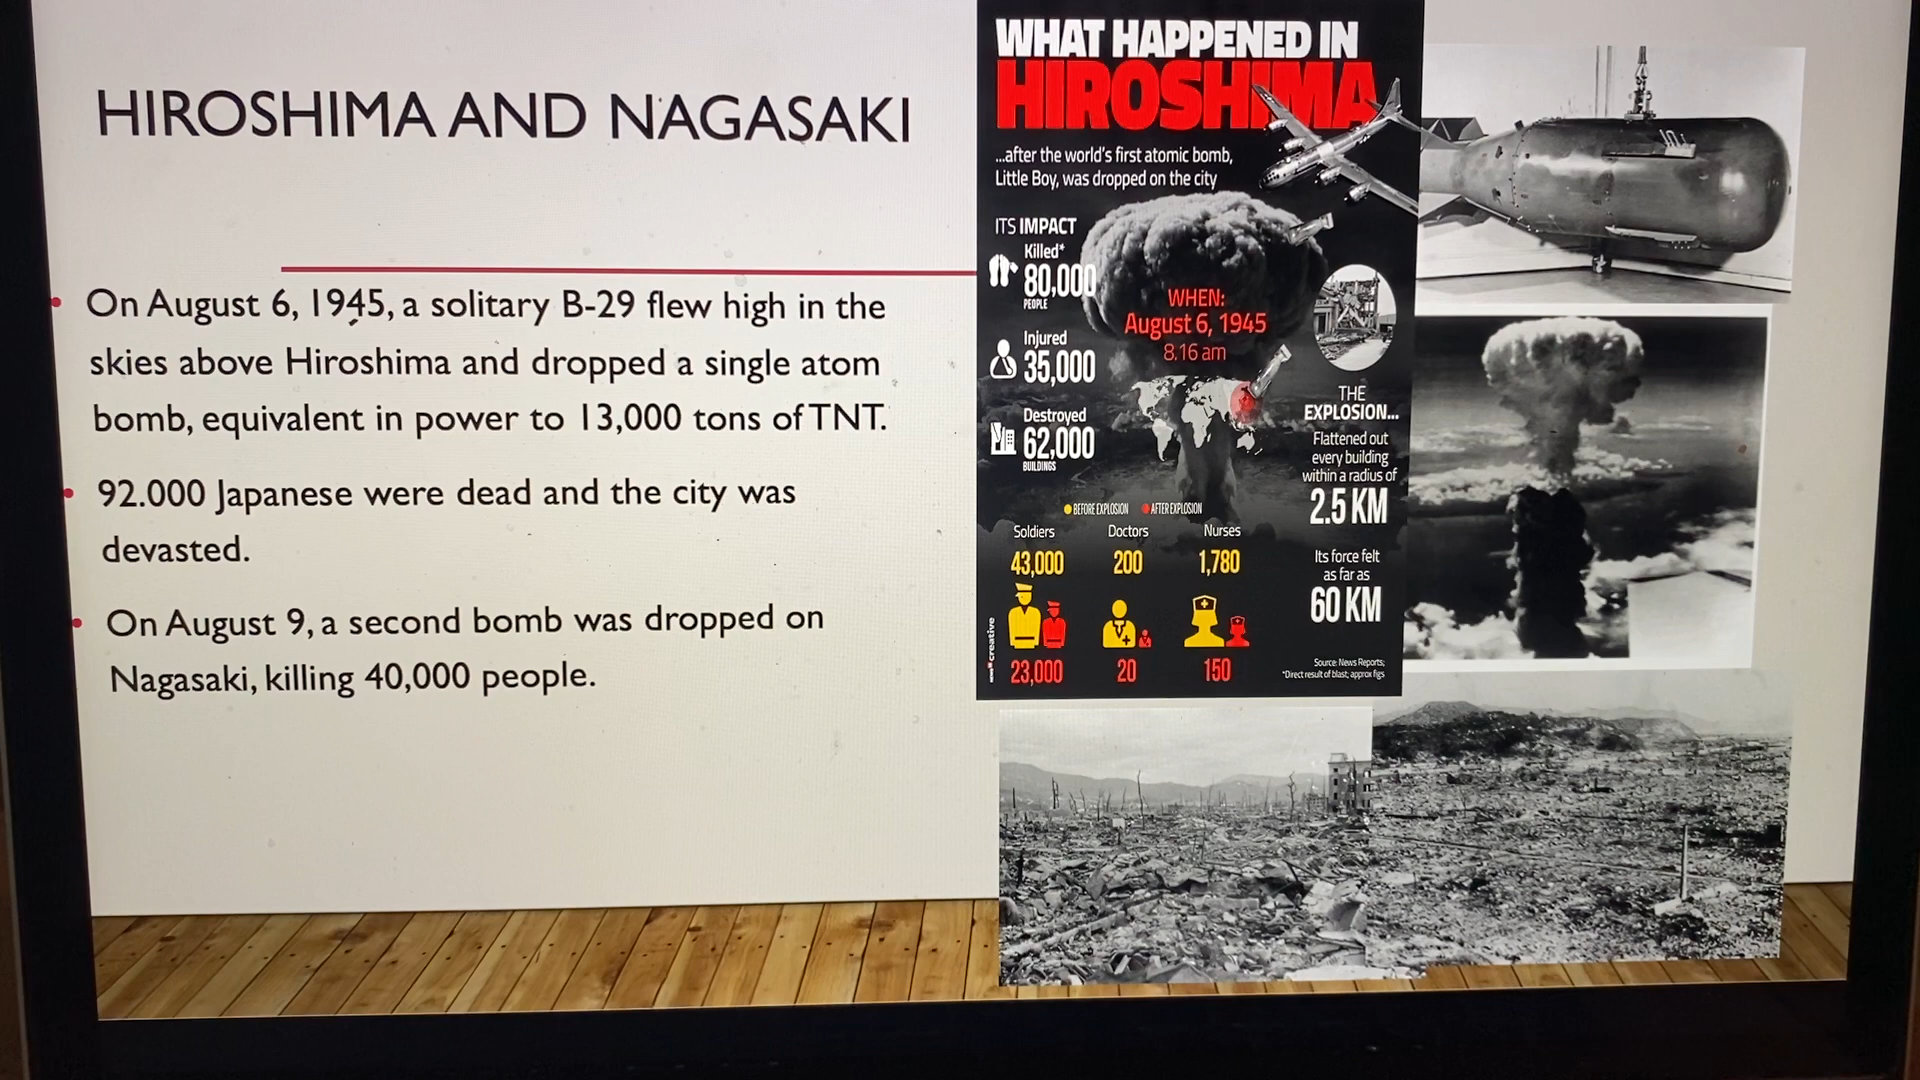 HIROSHIMA AND NAGASAKI
• On August 6, 1945, a solitary B-29 flew high in the
skies above Hiroshima and dropped a single atom
bomb, equivalent in power to 13,000 tons of TNT.
• 92.000 Japanese were dead and the city was
devasted.
• On August 9, a second bomb was dropped on
Nagasaki, killing 40,000 people.
WHAT HAPPENED IN
HIROSHIMA
...after the world's first atomic bomb,
Little Boy, was dropped on the city
ITS IMPACT
Killed*
80,000
PEOPLE
Injured
35,000
Destroyed
62,000
BUILDINGS
WHEN:
August 6, 1945
8.16 am
THE
EXPLOSION...
Flattened out
every building
within a radius of
2.5 KM
Its force felt
as far as
60 KM
BEFORE EXPLOSION AFTER EXPLOSION
Soldiers Doctors Nurses
43,000 200 1,780
23,000 20 150
Source: News Reports;
*Direct result of blast; approx figs
creative